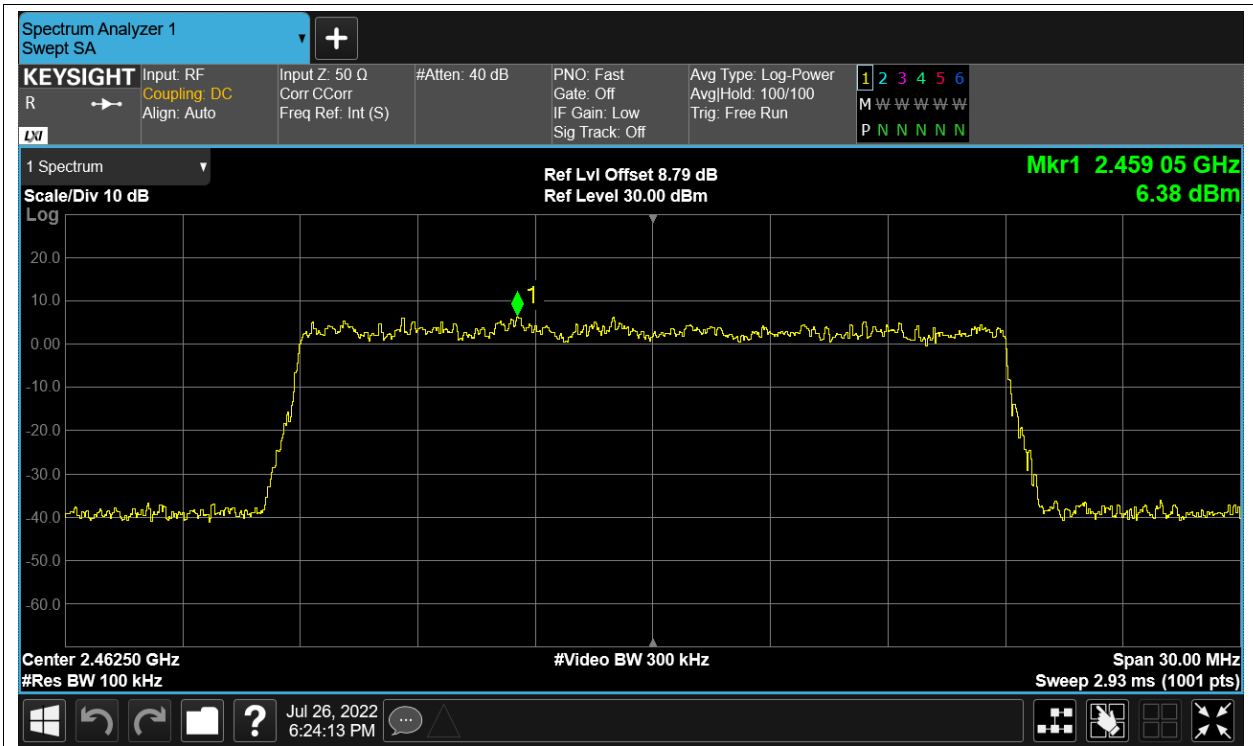 Spectrum Analyzer 1
Swept SA
+
KEYSIGHT
R
LXI
Input: RF
Coupling: DC
Align: Auto
Input Z: 50 Ω
Corr CCorr
Freq Ref: Int (S)
#Atten: 40 dB
PNO: Fast
Gate: Off
IF Gain: Low
Sig Track: Off
Avg Type: Log-Power
Avg|Hold: 100/100
Trig: Free Run
1 2 3 4 5 6
M W W W W W W
P N N N N N N
1 Spectrum
Scale/Div 10 dB
Log
Ref Lvl Offset 8.79 dB
Ref Level 30.00 dBm
Mkr1 2.459 05 GHz
6.38 dBm
20.0
10.0
0.00
-10.0
-20.0
-30.0
-40.0
-50.0
-60.0
1
Center 2.46250 GHz
#Res BW 100 kHz
#Video BW 300 kHz
Span 30.00 MHz
Sweep 2.93 ms (1001 pts)
?
Jul 26, 2022
6:24:13 PM